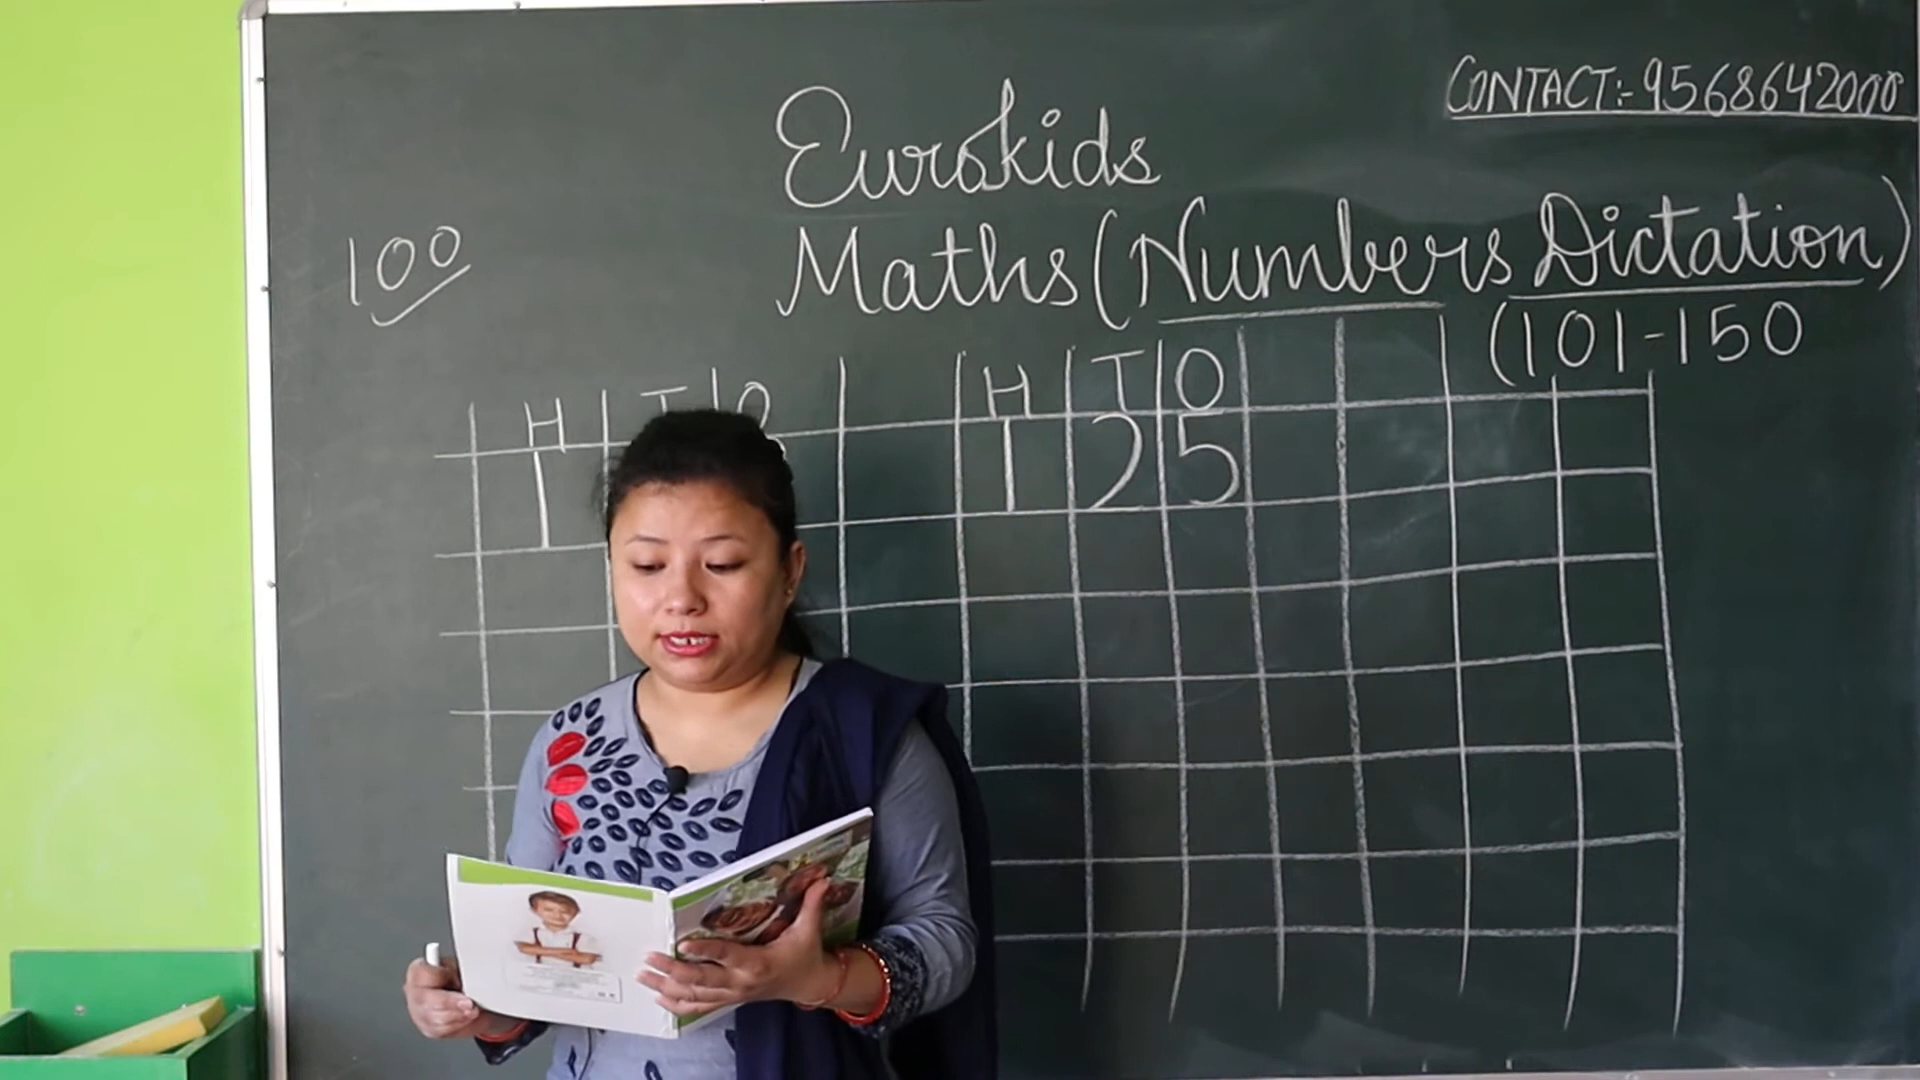 CONTACT:- 9568642000
Eurokids
Maths (Numbers Dictation)
(101-150
100
H T O H T O
1 1 2 5